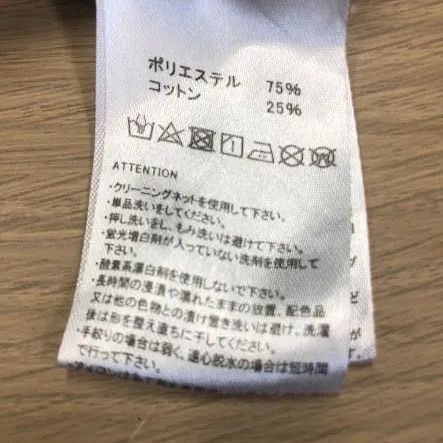 ポリエステル 75%
コットン 25%
ATTENTION
・クリーニングネットを使用して下さい。
・単品洗いをしてください。
・押し洗いをし、もみ洗いは避けて下さい。
・蛍光増白剤が入っていない洗剤を使用して
下さい。
・酸素系漂白剤は使用しないで下さい。
・長時間の浸漬や濡れたままの放置、配色品
又は他の色物との漬け置き洗いは避け、洗濯
後は形を整え直ちに干してください。
・手絞りの場合は弱く、遠心脱水の場合は短時間
で行って下さい。